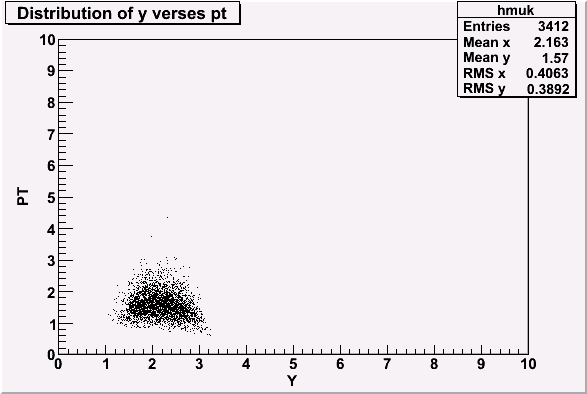 Distribution of y verses pt
hmuk
Entries 3412
Mean x 2.163
Mean y 1.57
RMS x 0.4063
RMS y 0.3892
10
9
8
7
6
5
4
3
2
1
0
PT
0 1 2 3 4 5 6 7 8 9 10
Y